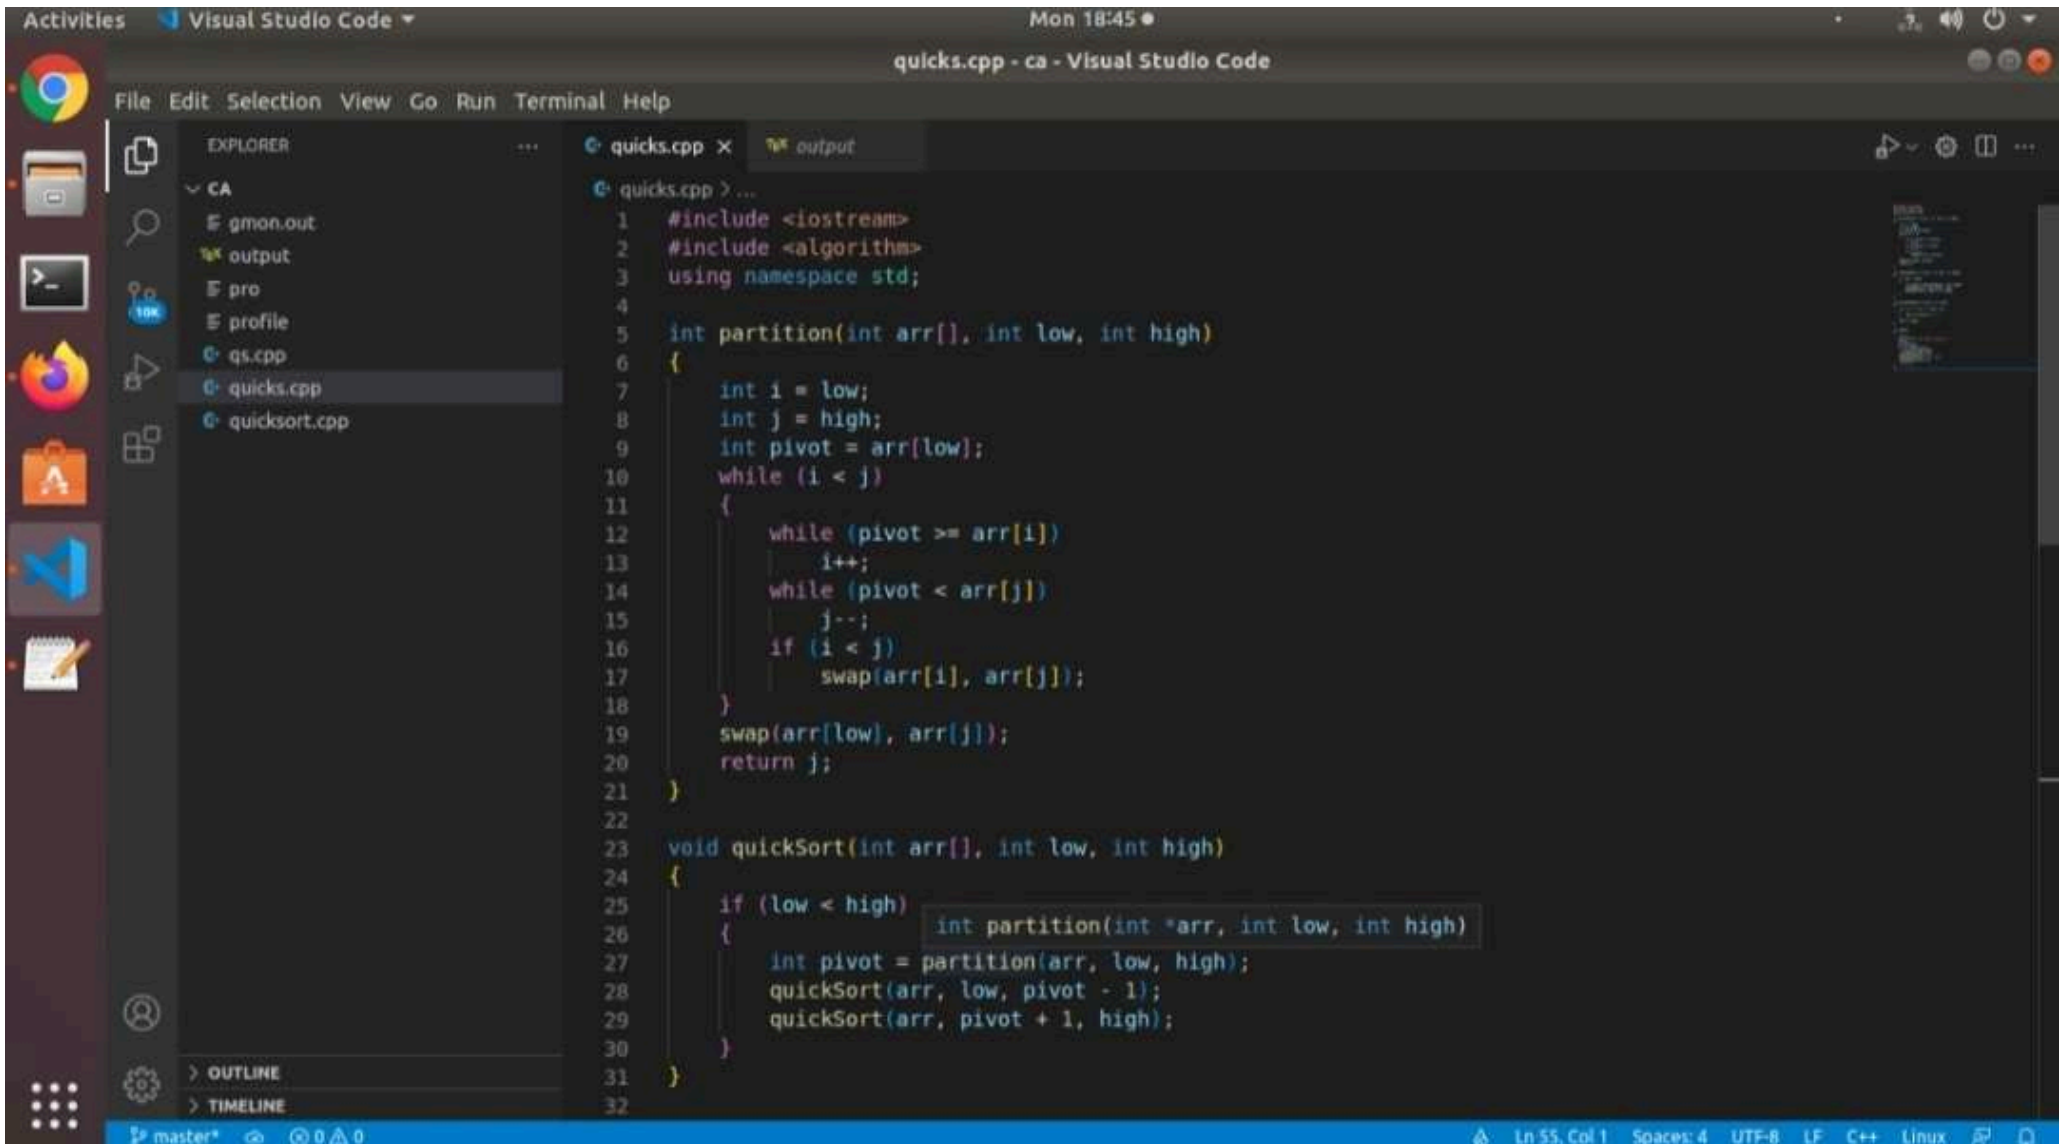 Activities
Visual Studio Code
Mon 18:45
quicks.cpp - ca - Visual Studio Code
File Edit Selection View Go Run Terminal Help
EXPLORER
CA
gmon.out
output
pro
profile
qs.cpp
quicks.cpp
quicksort.cpp
OUTLINE
TIMELINE
10K
quicks.cpp
output
quicks.cpp > ...
1 #include <iostream>
2 #include <algorithm>
3 using namespace std;
4
5 int partition(int arr[], int low, int high)
6 {
7     int i = low;
8     int j = high;
9     int pivot = arr[low];
10     while (i < j)
11     {
12         while (pivot >= arr[i])
13             i++;
14         while (pivot < arr[j])
15             j--;
16         if (i < j)
17             swap(arr[i], arr[j]);
18     }
19     swap(arr[low], arr[j]);
20     return j;
21 }
22
23 void quickSort(int arr[], int low, int high)
24 {
25     if (low < high)
int partition(int *arr, int low, int high)
26     {
27         int pivot = partition(arr, low, high);
28         quickSort(arr, low, pivot - 1);
29         quickSort(arr, pivot + 1, high);
30     }
31 }
32
master* 0 0
Ln 55, Col 1 Spaces: 4 UTF-8 LF C++ Linux